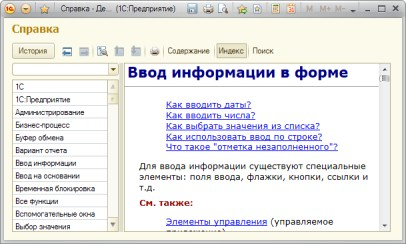 Справка - Де... (1С:Предприятие)
M M+ M-
Справка
История
Содержание Индекс Поиск
1С
1С:Предприятие
Администрирование
Бизнес-процесс
Буфер обмена
Вариант отчета
Ввод информации
Ввод на основании
Временная блокировка
Все функции
Вспомогательные окна
Выбор значения
Ввод информации в форме
Как вводить даты?
Как вводить числа?
Как выбрать значения из списка?
Как использовать ввод по строке?
Что такое "отметка незаполненного"?
Для ввода информации существуют специальные
элементы: поля ввода, флажки, кнопки, ссылки и
т.д.
См. также:
Элементы управления (управляемое
приложение)